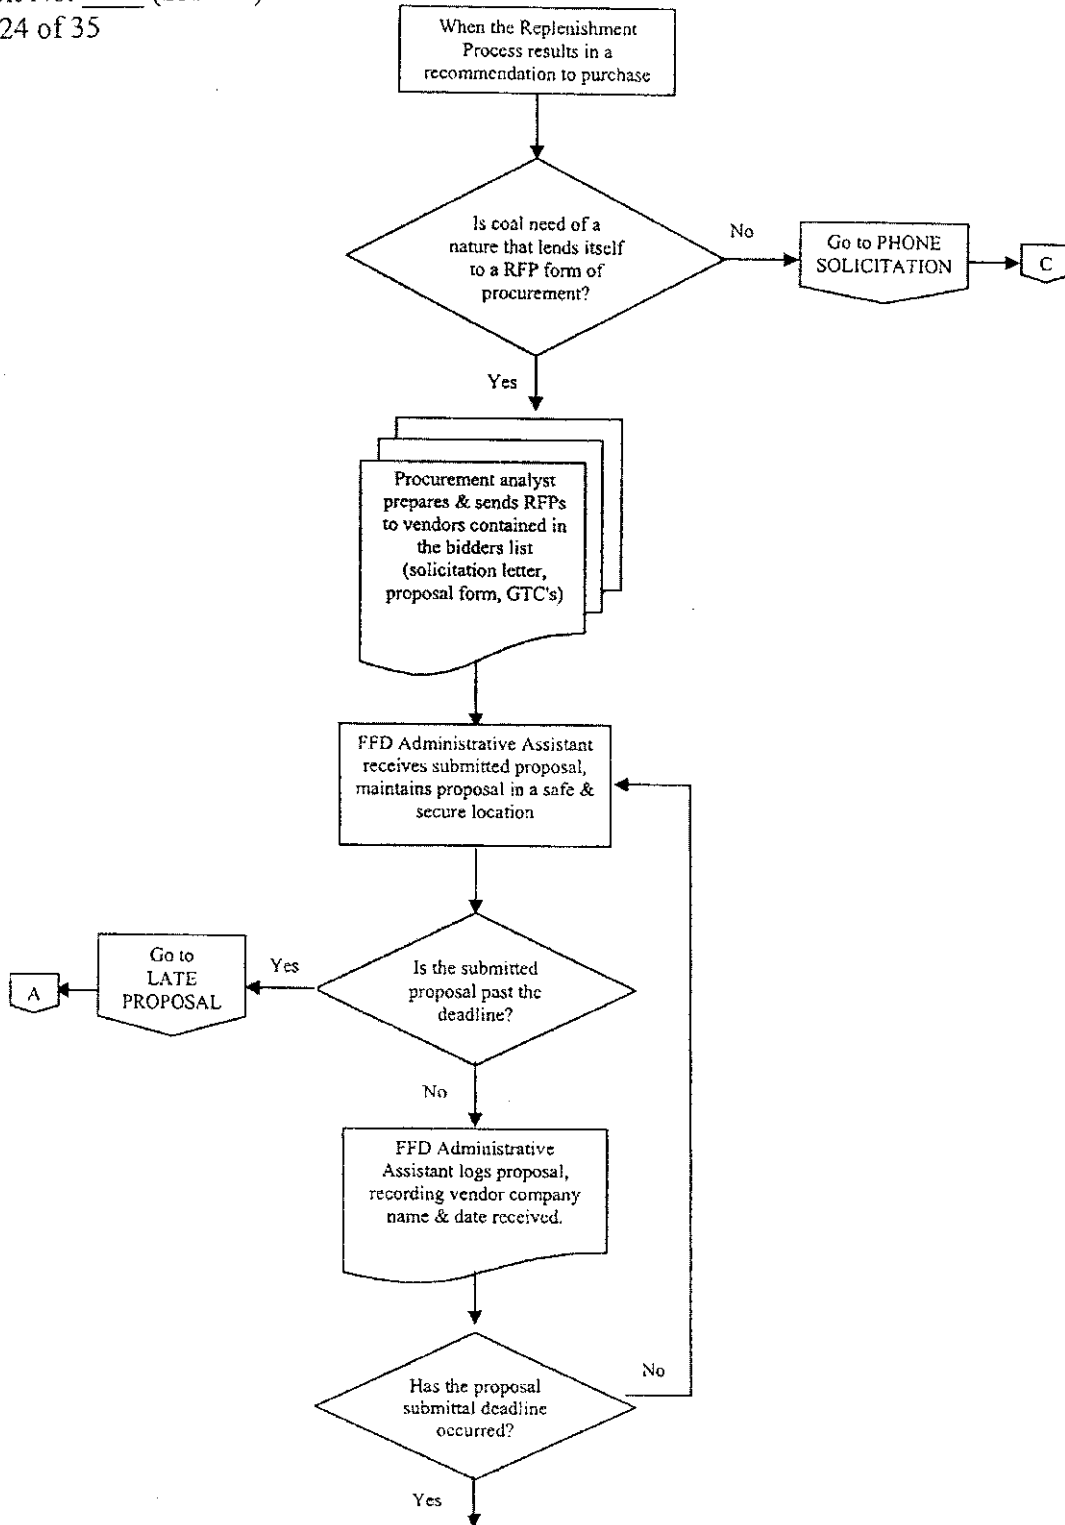 24 of 35
When the Replenishment
Process results in a
recommendation to purchase
Is coal need of a
nature that lends itself
to a RFP form of
procurement?
No
Go to PHONE
SOLICITATION
C
Yes
Procurement analyst
prepares & sends RFPs
to vendors contained in
the bidders list
(solicitation letter,
proposal form, GTC's)
FFD Administrative Assistant
receives submitted proposal,
maintains proposal in a safe &
secure location
Is the submitted
proposal past the
deadline?
Yes
Go to
LATE
PROPOSAL
A
No
FFD Administrative
Assistant logs proposal,
recording vendor company
name & date received.
Has the proposal
submittal deadline
occurred?
No
Yes